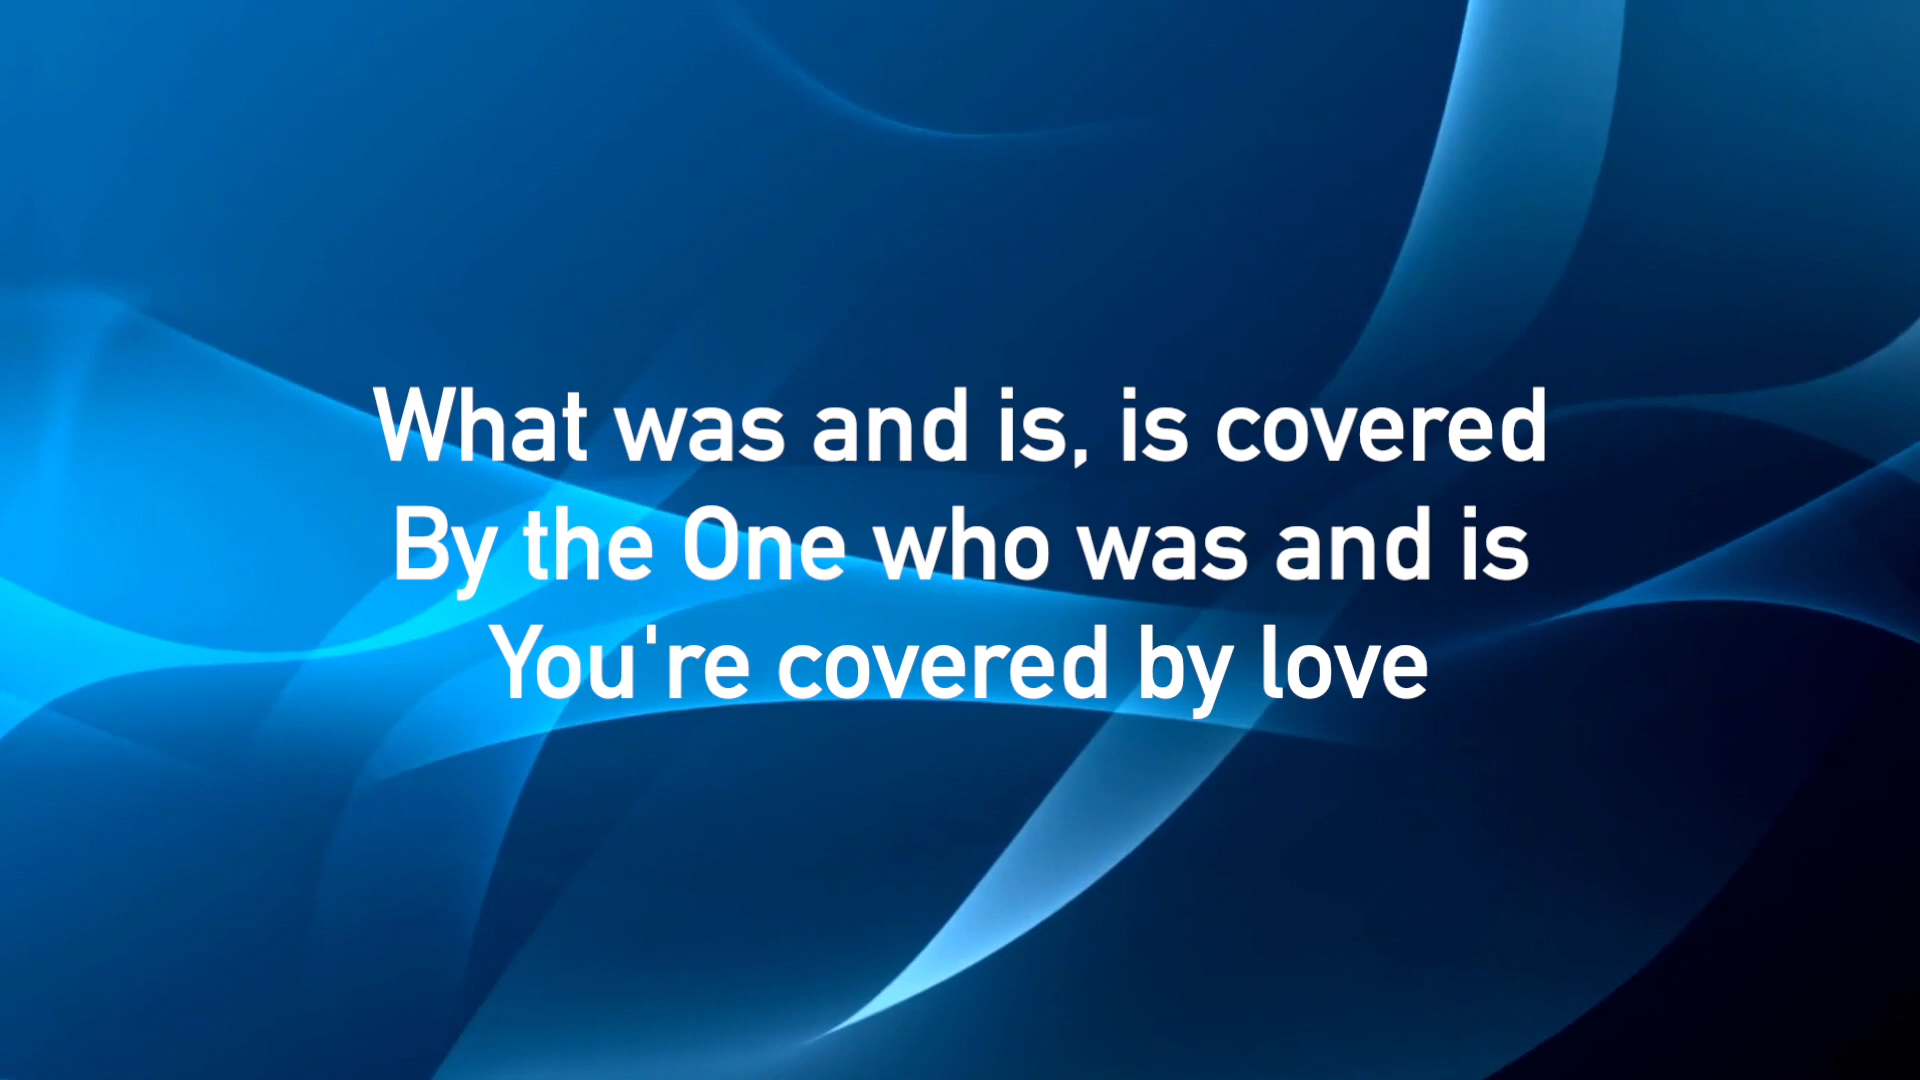 What was and is, is covered
By the One who was and is
You're covered by love